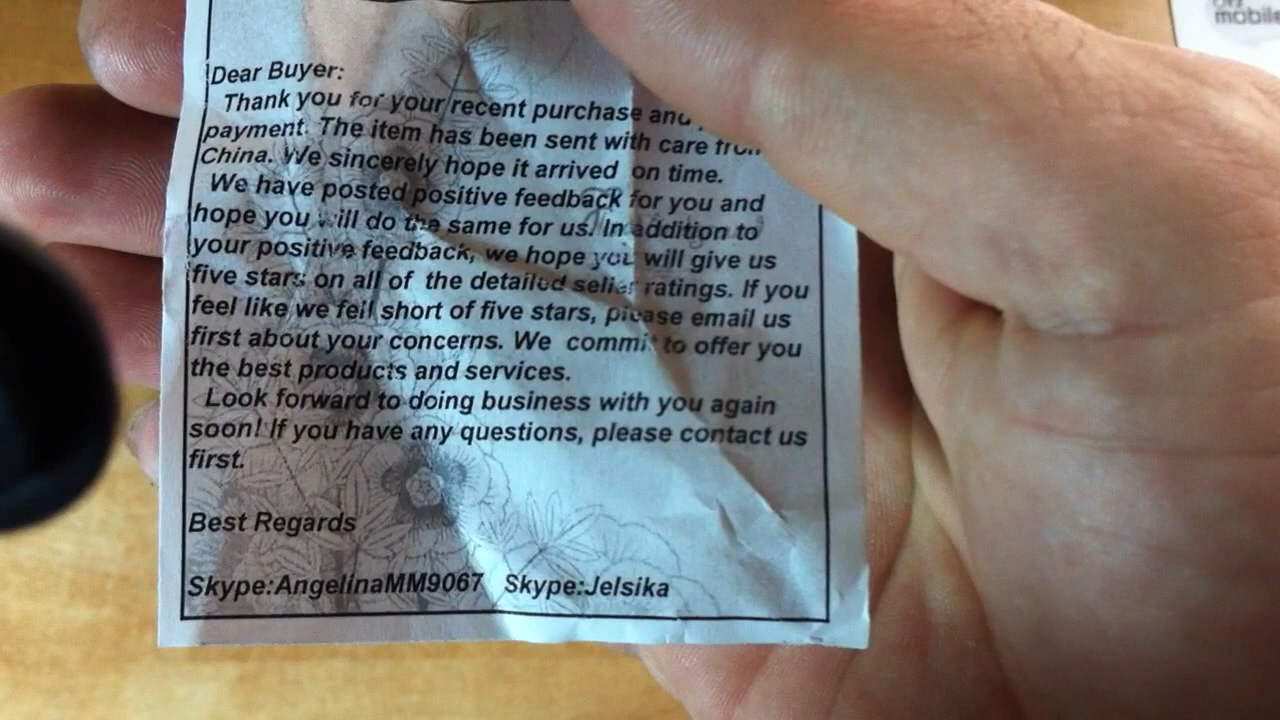 mobile
Dear Buyer:
Thank you for your recent purchase and
payment. The item has been sent with care from
China. We sincerely hope it arrived on time.
We have posted positive feedback for you and
hope you will do the same for us. In addition to
your positive feedback, we hope you will give us
five stars on all of the detailed seller ratings. If you
feel like we fell short of five stars, please email us
first about your concerns. We commit to offer you
the best products and services.
Look forward to doing business with you again
soon! If you have any questions, please contact us
first.
Best Regards
Skype:AngelinaMM9067 Skype:Jelsika